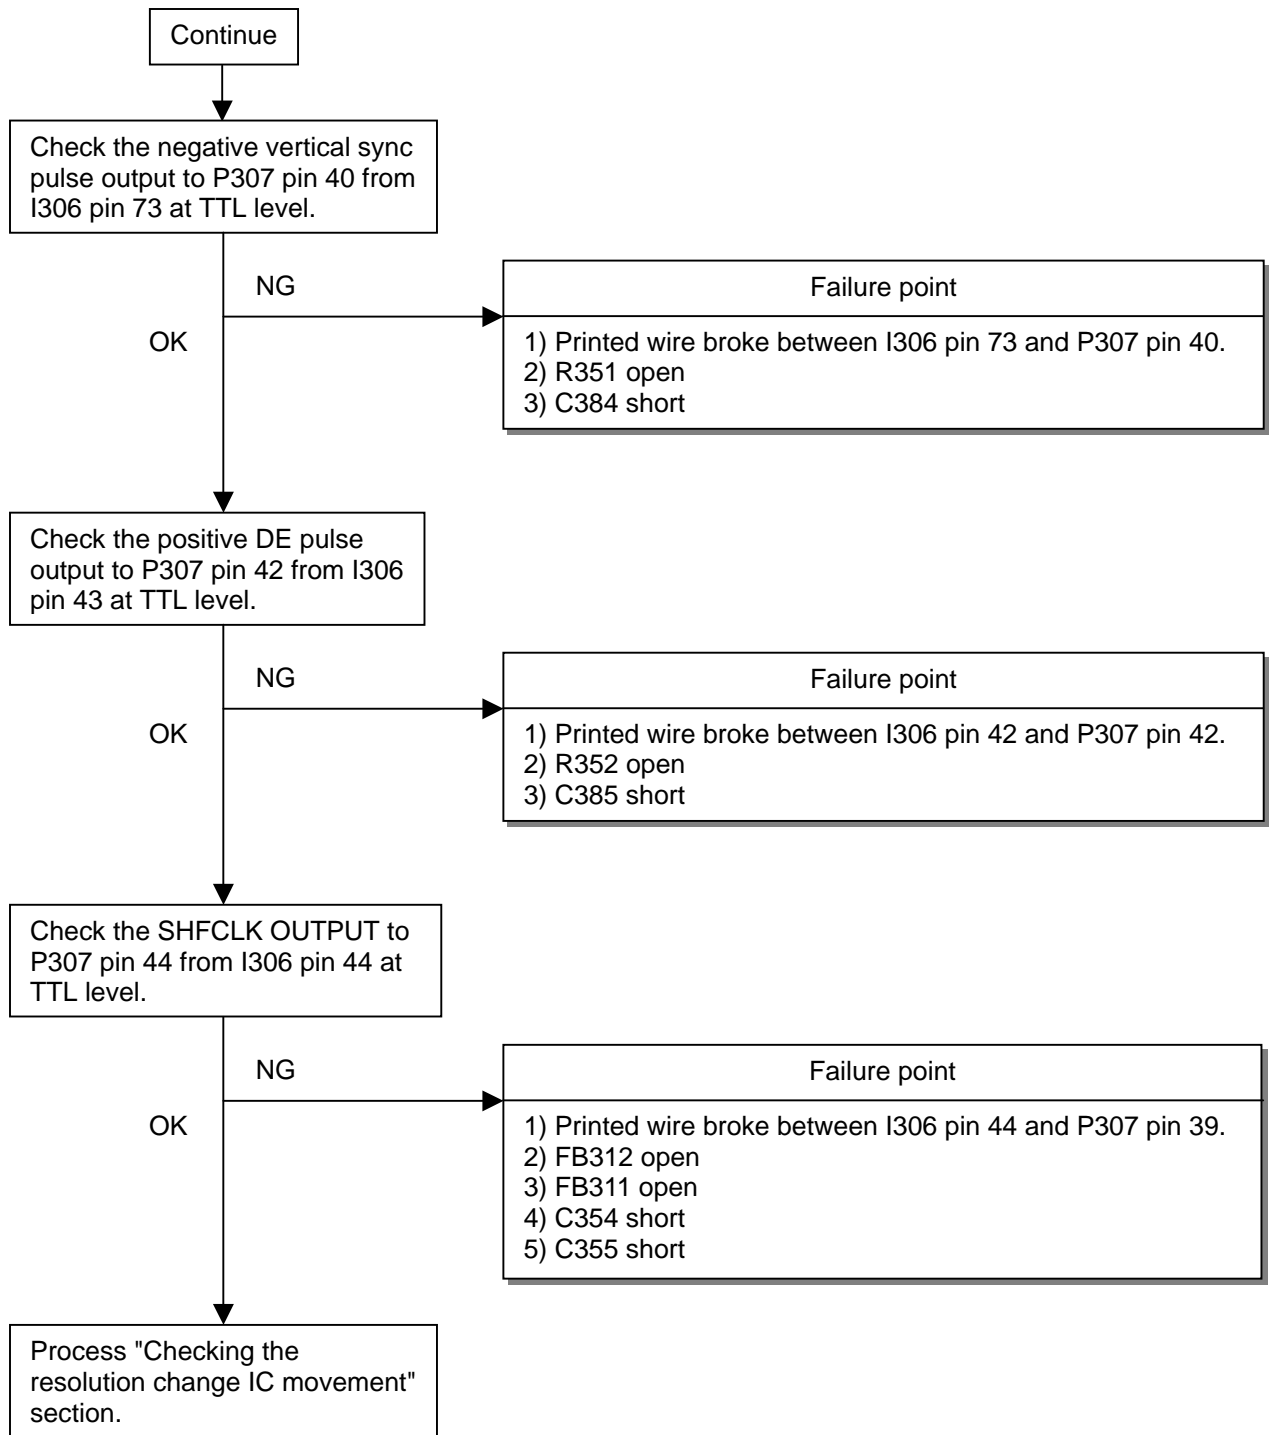 Continue
Check the negative vertical sync
pulse output to P307 pin 40 from
I306 pin 73 at TTL level.
NG
OK
Failure point
1) Printed wire broke between I306 pin 73 and P307 pin 40.
2) R351 open
3) C384 short
Check the positive DE pulse
output to P307 pin 42 from I306
pin 43 at TTL level.
NG
OK
Failure point
1) Printed wire broke between I306 pin 42 and P307 pin 42.
2) R352 open
3) C385 short
Check the SHFCLK OUTPUT to
P307 pin 44 from I306 pin 44 at
TTL level.
NG
OK
Failure point
1) Printed wire broke between I306 pin 44 and P307 pin 39.
2) FB312 open
3) FB311 open
4) C354 short
5) C355 short
Process "Checking the
resolution change IC movement"
section.